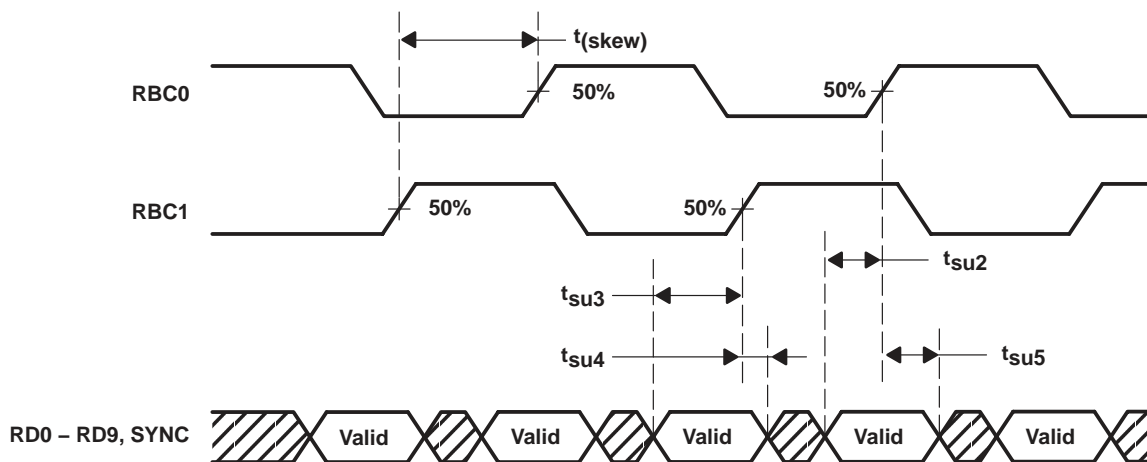 t(skew)
RBC0
50%
50%
RBC1
50%
50%
tsu2
tsu3
tsu4
tsu5
RD0 – RD9, SYNC
Valid
Valid
Valid
Valid
Valid